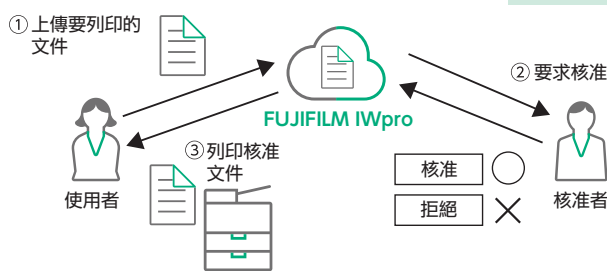 ① 上傳要列印的
文件
② 要求核准
FUJIFILM IWpro
③ 列印核准
文件
使用者
核准
拒絕
核准者